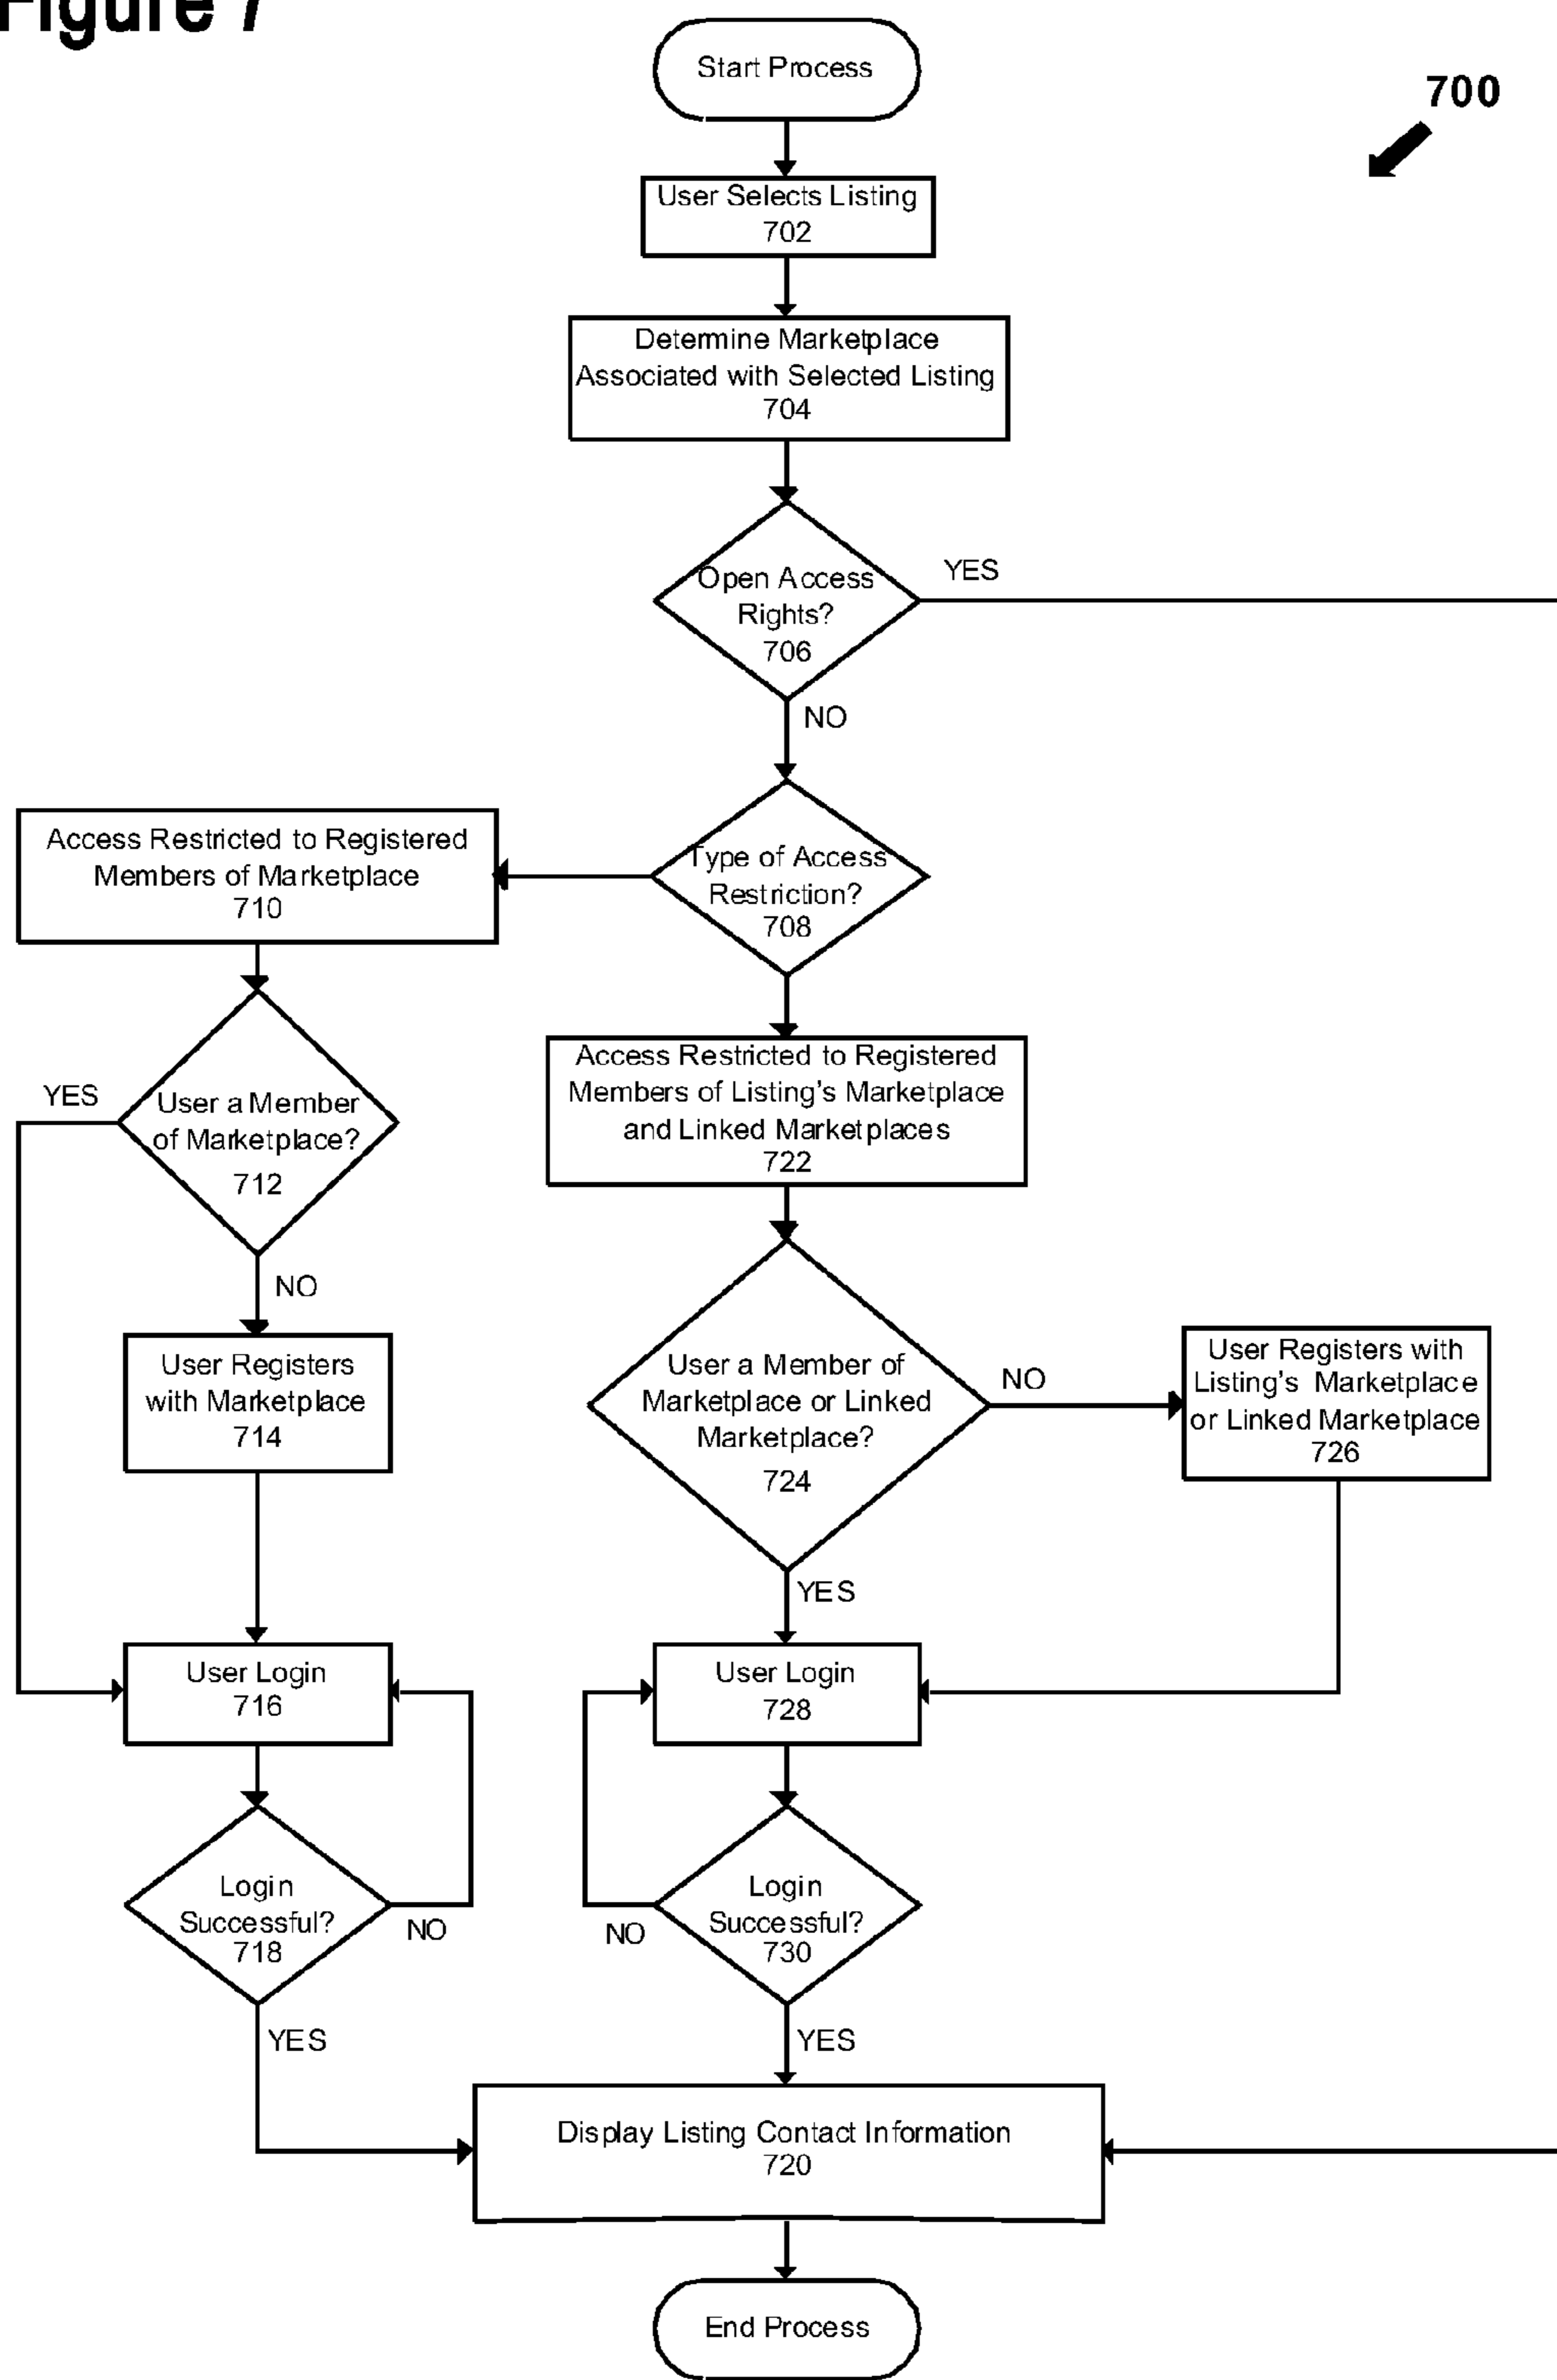 Figure 7
Start Process
700
User Selects Listing
702
Determine Marketplace
Associated with Selected Listing
704
Open Access
Rights?
706
YES
NO
Type of Access
Restriction?
708
Access Restricted to Registered
Members of Marketplace
710
User a Member
of Marketplace?
712
YES
NO
User Registers
with Marketplace
714
User Login
716
Login
Successful?
718
NO
YES
Access Restricted to Registered
Members of Listing's Marketplace
and Linked Marketplaces
722
User a Member of
Marketplace or Linked
Marketplace?
724
NO
User Registers with
Listing's Marketplace
or Linked Marketplace
726
YES
User Login
728
Login
Successful?
730
NO
YES
Display Listing Contact Information
720
End Process